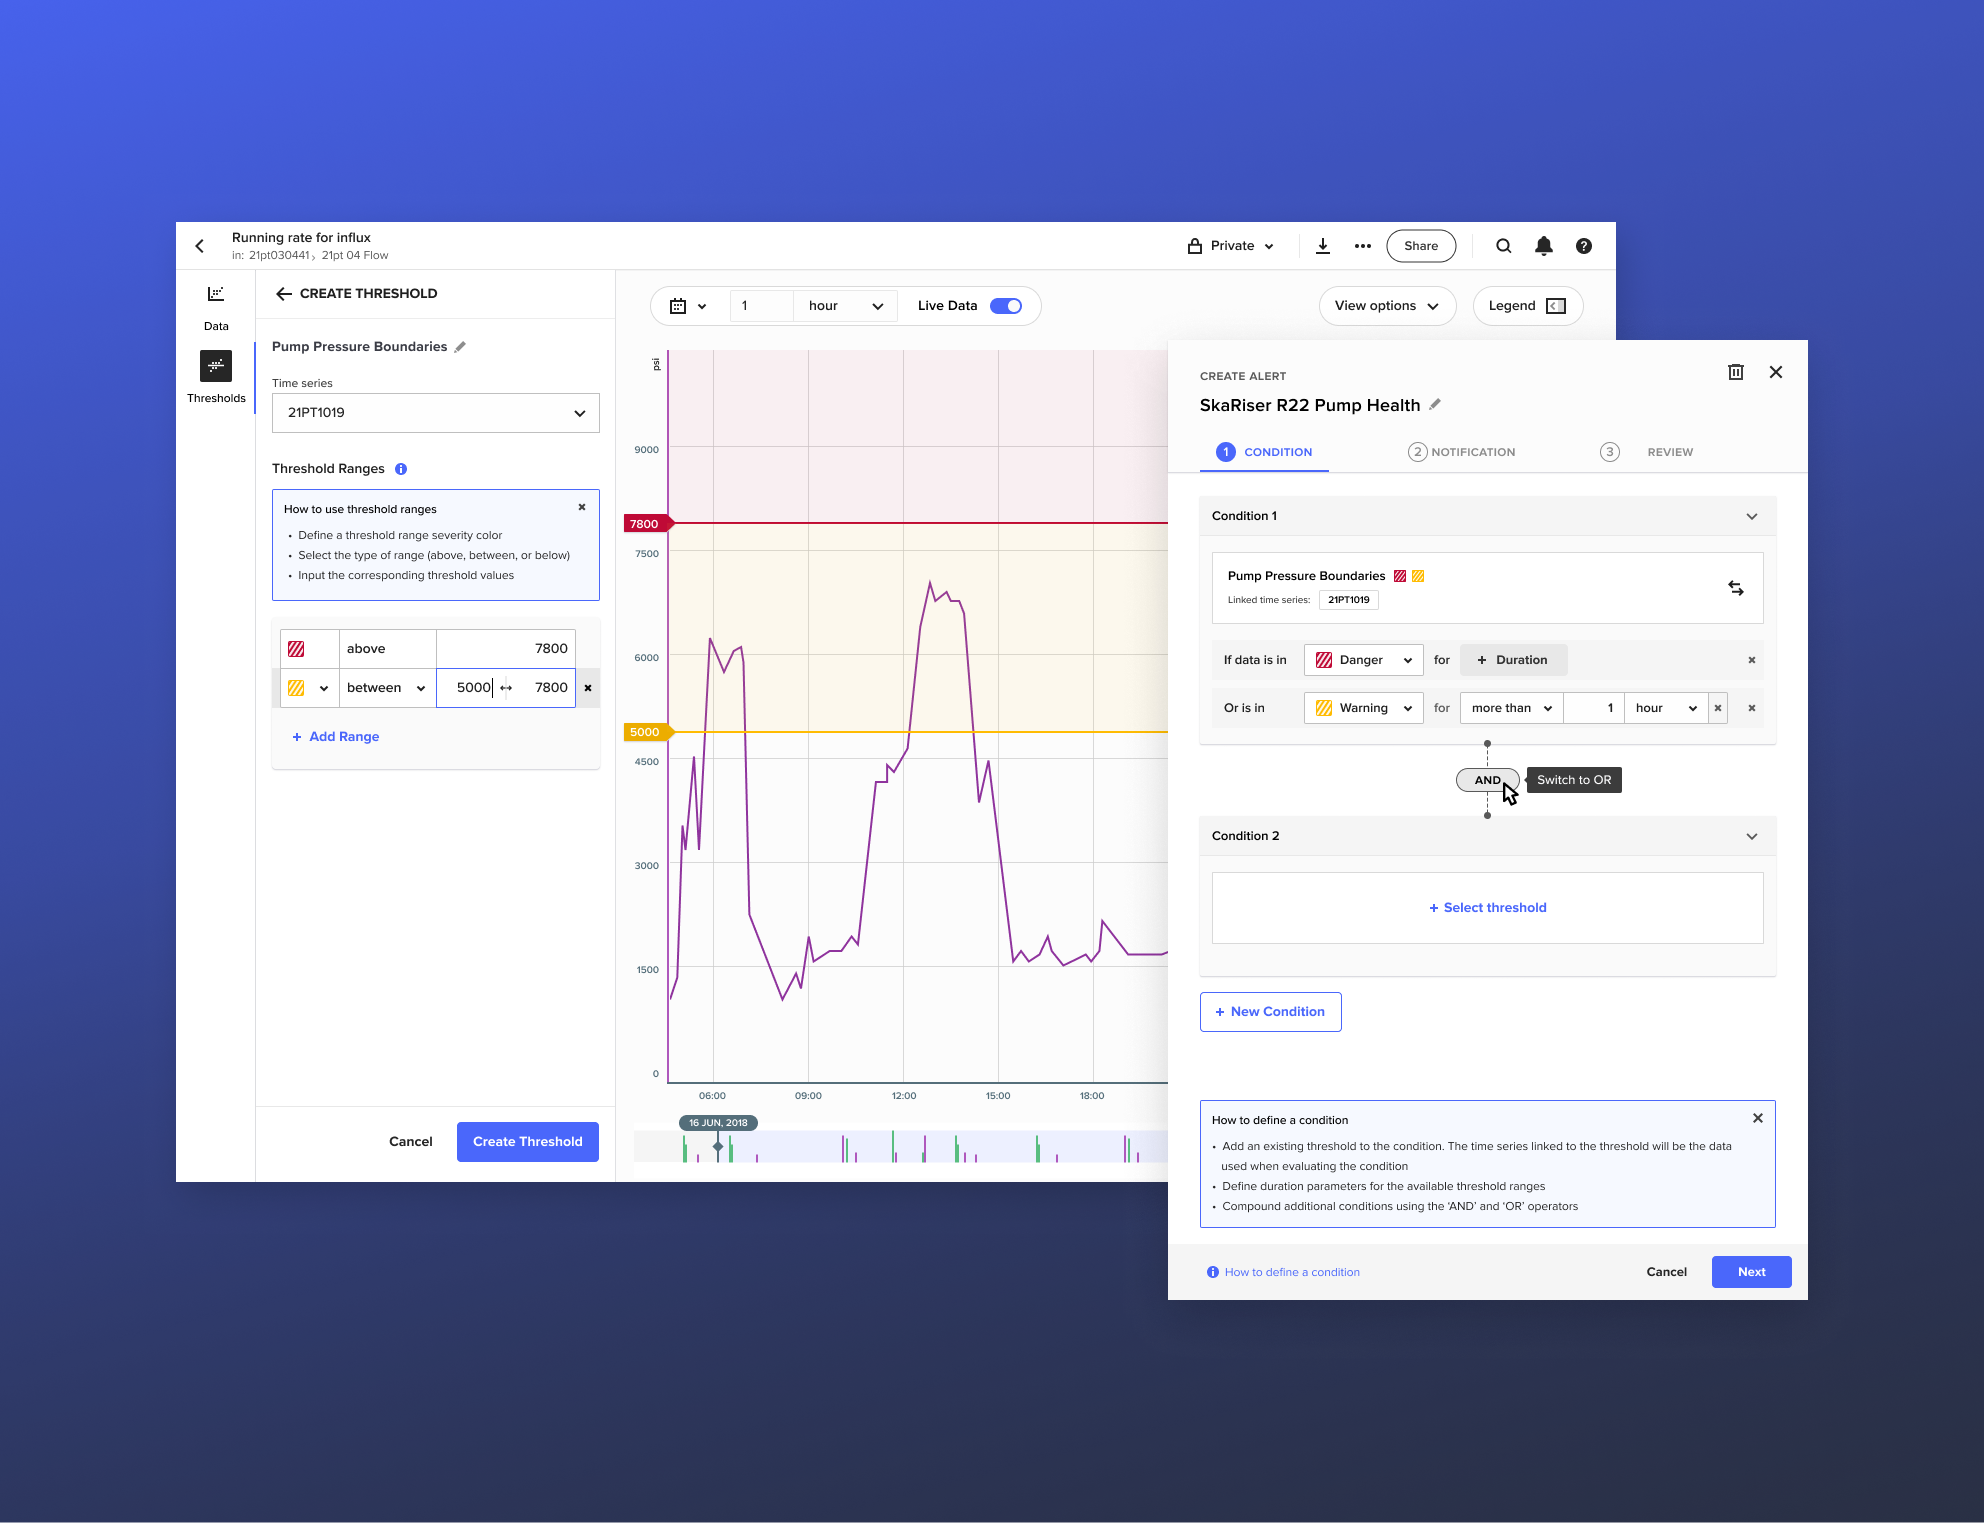 Running rate for influx
in: 21pt030441 › 21pt 04 Flow
Private
Share
Data
Thresholds
CREATE THRESHOLD
Pump Pressure Boundaries
Time series
21PT1019
Threshold Ranges
How to use threshold ranges
• Define a threshold range severity color
• Select the type of range (above, between, or below)
• Input the corresponding threshold values
above 7800
between 5000 7800
+ Add Range
Cancel
Create Threshold
1 hour
Live Data
View options
Legend
psi
9000
7800
7500
6000
5000
4500
3000
1500
0
06:00 09:00 12:00 15:00 18:00
16 JUN, 2018
CREATE ALERT
SkaRiser R22 Pump Health
1 CONDITION
2 NOTIFICATION
3 REVIEW
Condition 1
Pump Pressure Boundaries
Linked time series: 21PT1019
If data is in Danger for + Duration
Or is in Warning for more than 1 hour
AND
Switch to OR
Condition 2
+ Select threshold
+ New Condition
How to define a condition
• Add an existing threshold to the condition. The time series linked to the threshold will be the data
used when evaluating the condition
• Define duration parameters for the available threshold ranges
• Compound additional conditions using the ‘AND’ and ‘OR’ operators
How to define a condition
Cancel
Next